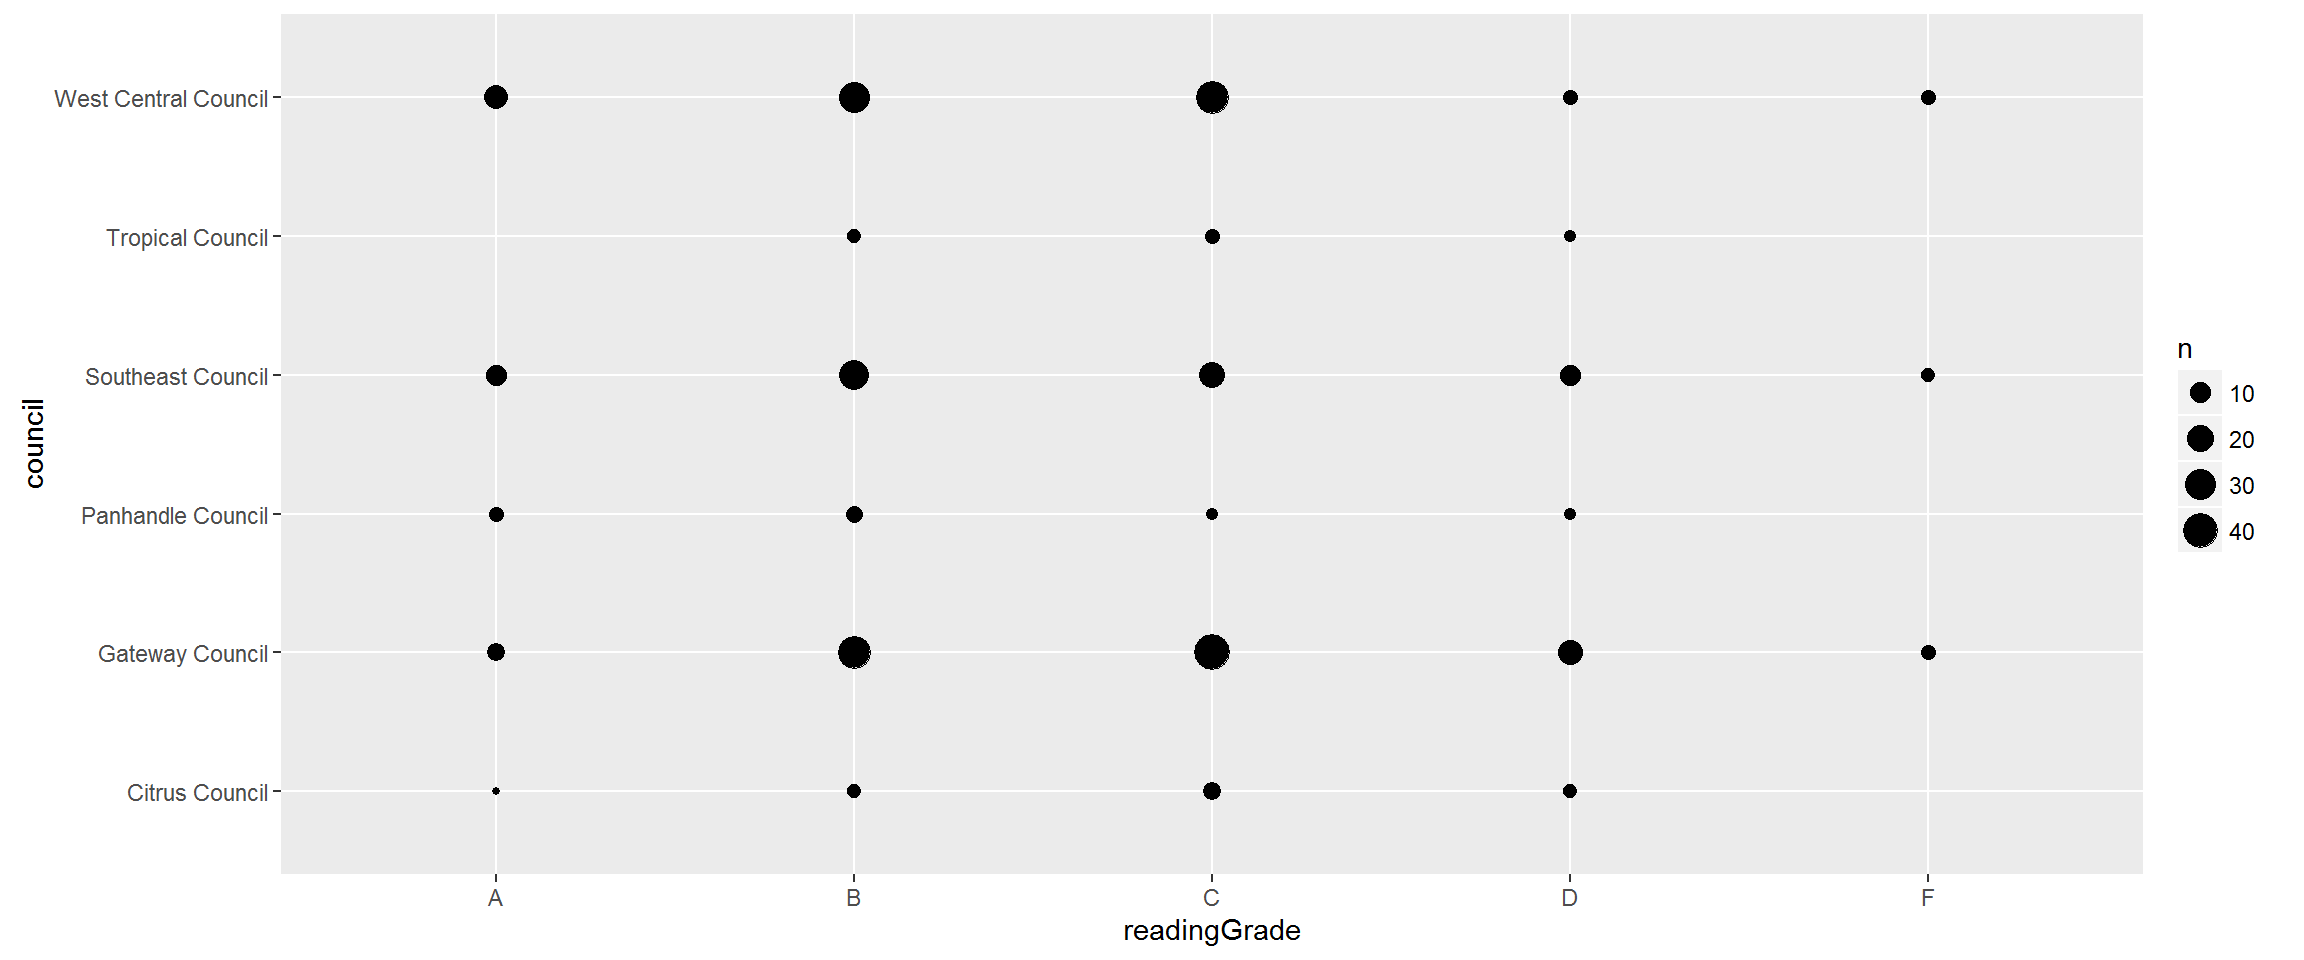 West Central Council
Tropical Council
Southeast Council
Panhandle Council
Gateway Council
Citrus Council
council
A B C D F
readingGrade
n
10
20
30
40